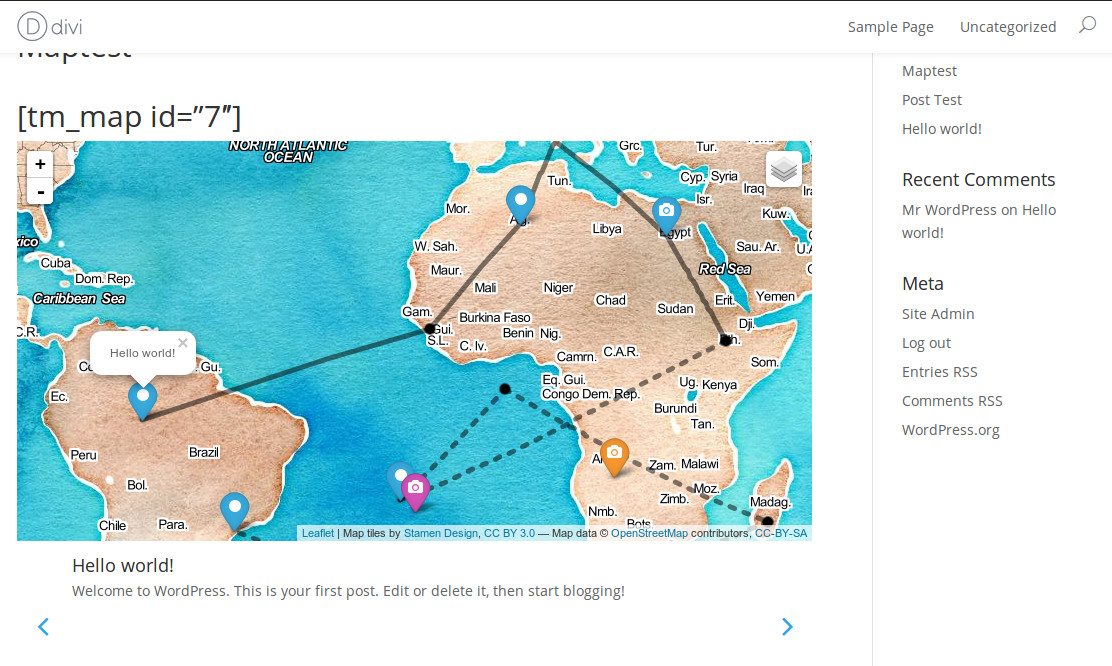 divi
Sample Page
Uncategorized
Maptest
[tm_map id=”7″]
+
-
NORTH ATLANTIC
OCEAN
Grc.
Tur.
Tun.
Cyp.
Syria
Isr.
Iraq
Mor.
Kuw.
Libya
Egypt
W. Sah.
Sau. Ar.
Cuba
Maur.
Red Sea
Dom. Rep.
Mali
Niger
Chad
Caribbean Sea
Sudan
Erit.
Yemen
Gam.
Burkina Faso
Gui.
Benin
Nig.
Dji.
S.L.
C. Iv.
Hello world!
×
Camrn.
C.A.R.
Som.
Gu.
Eq. Gui.
Ug.
Kenya
Ec.
Congo Dem. Rep.
Burundi
Tan.
Brazil
Peru
Zam.
Malawi
Bol.
Moz.
Zimb.
Madag.
Nmb.
Chile
Para.
Bots.
Leaflet | Map tiles by Stamen Design, CC BY 3.0 — Map data © OpenStreetMap contributors, CC-BY-SA
Hello world!
Welcome to WordPress. This is your first post. Edit or delete it, then start blogging!
Maptest
Post Test
Hello world!
Recent Comments
Mr WordPress on Hello
world!
Meta
Site Admin
Log out
Entries RSS
Comments RSS
WordPress.org